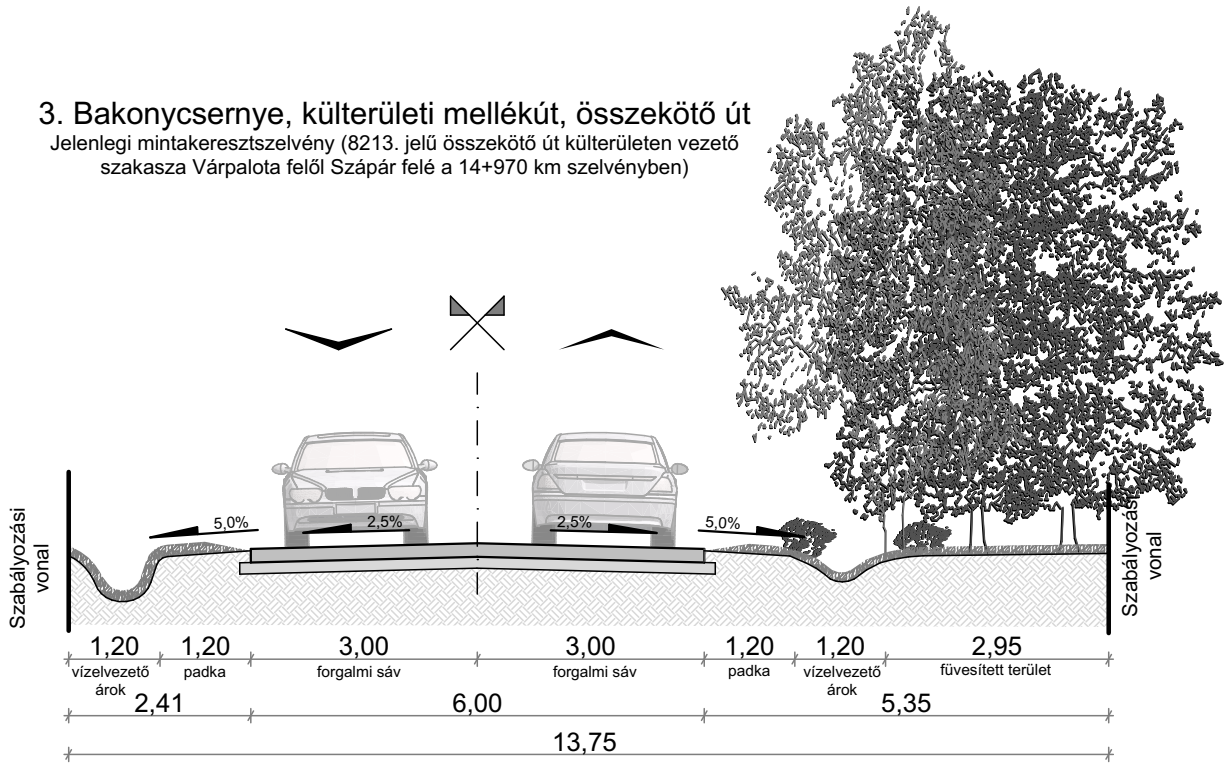 3. Bakonycsernye, külterületi mellékút, összekötő út
Jelenlegi mintakeresztszelvény (8213. jelű összekötő út külterületen vezető
szakasza Várpalota felől Szápár felé a 14+970 km szelvényben)
5,0%
2,5%
2,5%
5,0%
Szabályozási
vonal
Szabályozási
vonal
1,20
1,20
3,00
3,00
1,20
1,20
2,95
vízelvezető
árok
padka
forgalmi sáv
forgalmi sáv
padka
vízelvezető
árok
füvesített terület
2,41
6,00
5,35
13,75